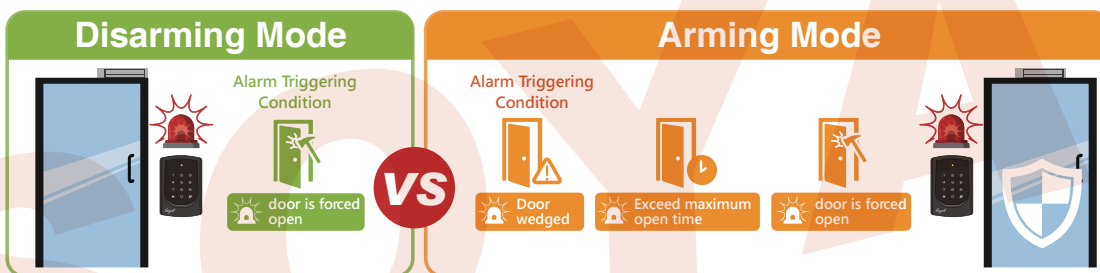 Disarming Mode
Alarm Triggering
Condition
door is forced
open
VS
Arming Mode
Alarm Triggering
Condition
Door
wedged
Exceed maximum
open time
door is forced
open